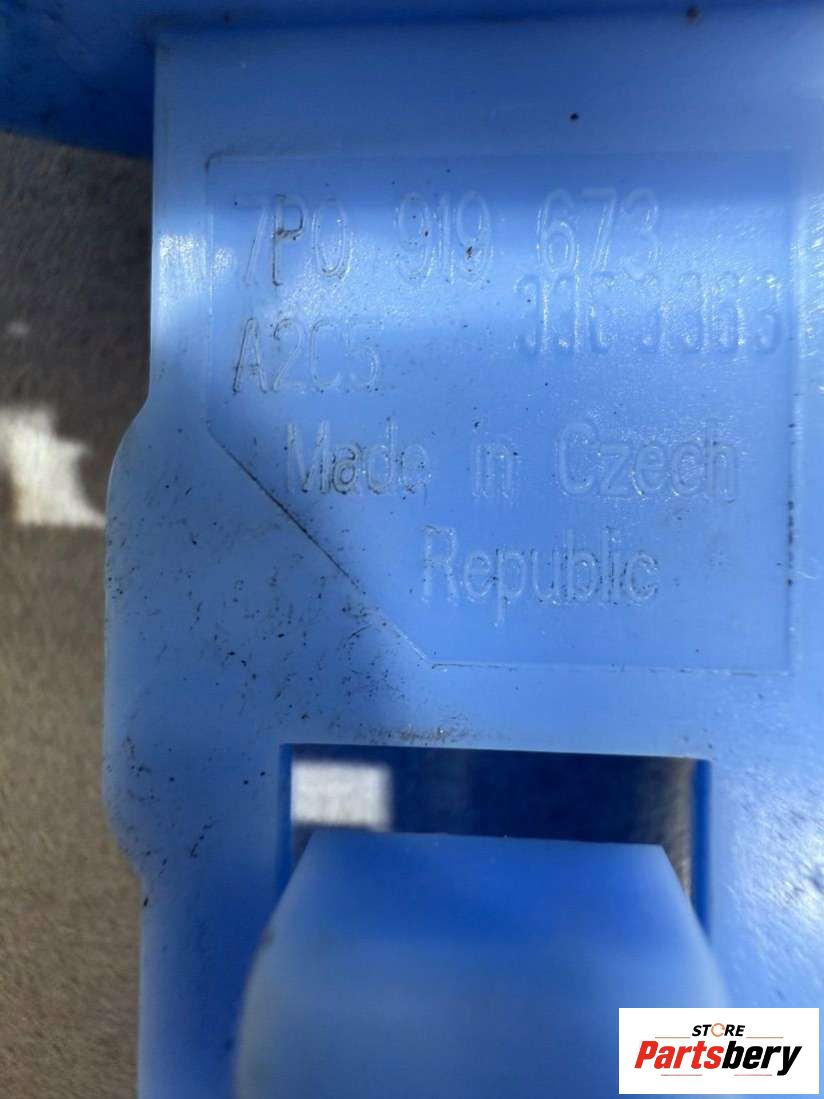 7P0 919 673
A2C5
Made in Czech
Republic
STORE
Partsbery